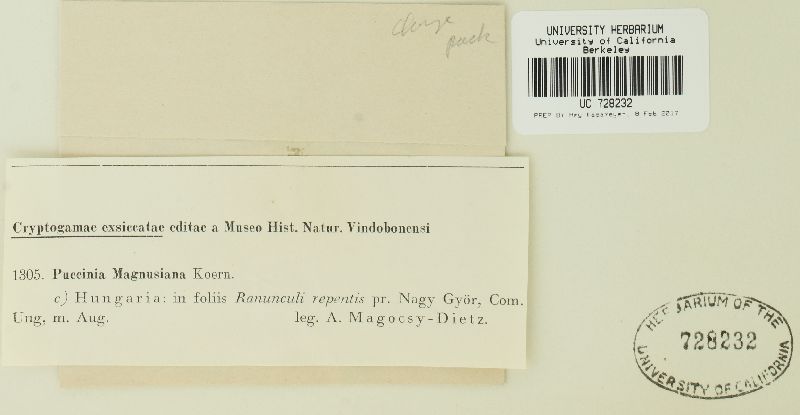 pack
UNIVERSITY HERBARIUM
University of California
Berkeley
UC 728232
Cryptogamae exsiccatae editae a Museo Hist. Natur. Vindobonensi
1305. Puccinia Magnusiana Koern.
c) Hungaria: in foliis Ranunculi repentis pr. Nagy Györ, Com.
Ung, m. Aug. leg. A. Magocsy-Dietz.
HERBARIUM OF THE
728232
UNIVERSITY OF CALIFORNIA